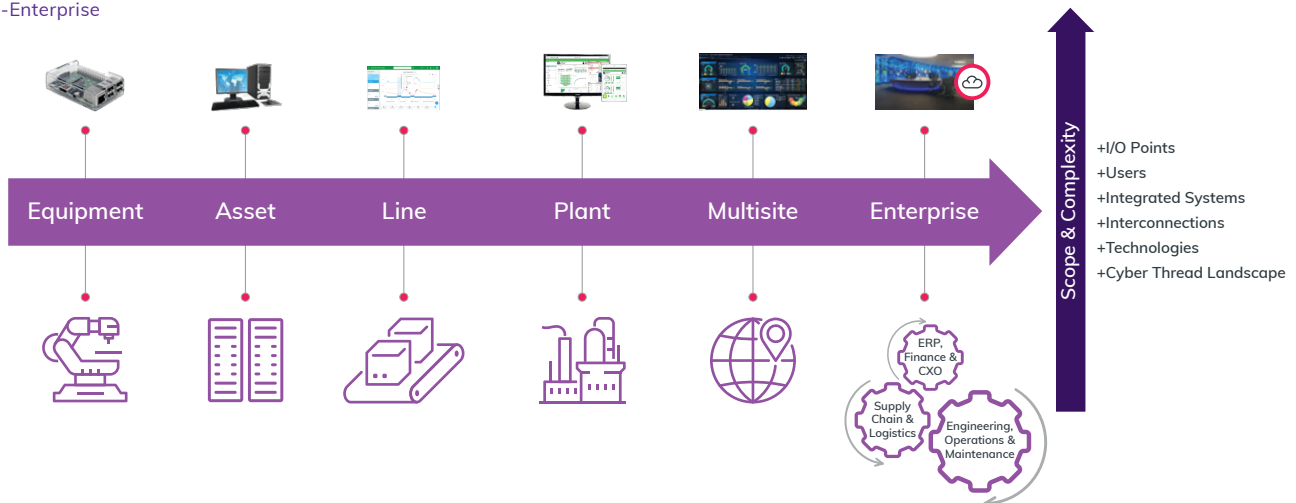 -Enterprise
Equipment
Asset
Line
Plant
Multisite
Enterprise
Scope & Complexity
+I/O Points
+Users
+Integrated Systems
+Interconnections
+Technologies
+Cyber Thread Landscape
ERP,
Finance &
CXO
Supply
Chain &
Logistics
Engineering,
Operations &
Maintenance